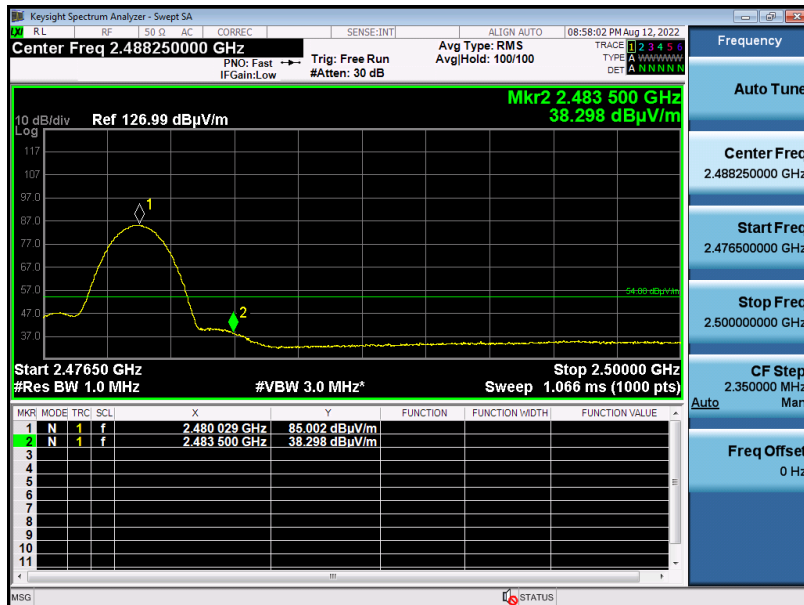 Keysight Spectrum Analyzer - Swept SA
LXI RL RF 50 Ω AC CORREC SENSE:INT ALIGN AUTO 08:58:02 PM Aug 12, 2022
Center Freq 2.488250000 GHz
PNO: Fast
IFGain:Low
Trig: Free Run
#Atten: 30 dB
Avg Type: RMS
Avg|Hold: 100/100
TRACE 1 2 3 4 5 6
TYPE A WWWWW
DET A N N N N N
Mkr2 2.483 500 GHz
38.298 dBµV/m
10 dB/div Ref 126.99 dBµV/m
Log
117
107
97.0
87.0
77.0
67.0
57.0
47.0
37.0
1
2
54.00 dBµV/m
Start 2.47650 GHz Stop 2.50000 GHz
#Res BW 1.0 MHz #VBW 3.0 MHz* Sweep 1.066 ms (1000 pts)
MKR MODE TRC SCL X Y FUNCTION FUNCTION WIDTH FUNCTION VALUE
1 N 1 f 2.480 029 GHz 85.002 dBµV/m
2 N 1 f 2.483 500 GHz 38.298 dBµV/m
3
4
5
6
7
8
9
10
11
MSG STATUS
Frequency
Auto Tune
Center Freq
2.488250000 GHz
Start Freq
2.476500000 GHz
Stop Freq
2.500000000 GHz
CF Step
2.350000 MHz
Auto Man
Freq Offset
0 Hz